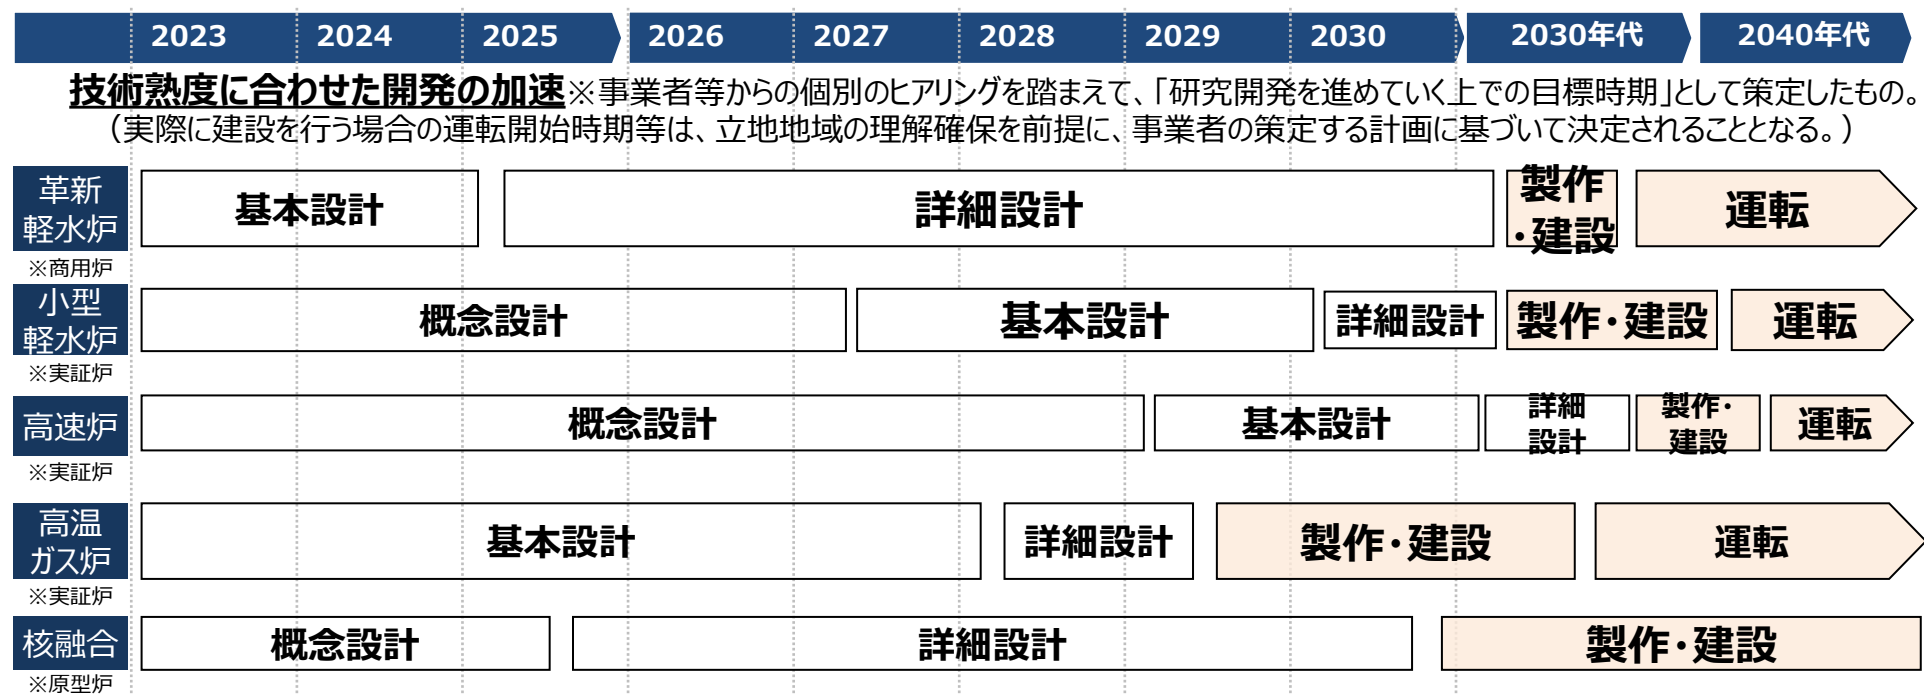 2023 2024 2025 2026 2027 2028 2029 2030 2030年代 2040年代
技術熟度に合わせた開発の加速※事業者等からの個別のヒアリングを踏まえて、「研究開発を進めていく上での目標時期」として策定したもの。
（実際に建設を行う場合の運転開始時期等は、立地地域の理解確保を前提に、事業者の策定する計画に基づいて決定されることとなる。）
革新
軽水炉
※商用炉
基本設計
詳細設計
製作
・建設
運転
小型
軽水炉
※実証炉
概念設計
基本設計
詳細設計
製作・建設
運転
高速炉
※実証炉
概念設計
基本設計
詳細
設計
製作・
建設
運転
高温
ガス炉
※実証炉
基本設計
詳細設計
製作・建設
運転
核融合
※原型炉
概念設計
詳細設計
製作・建設